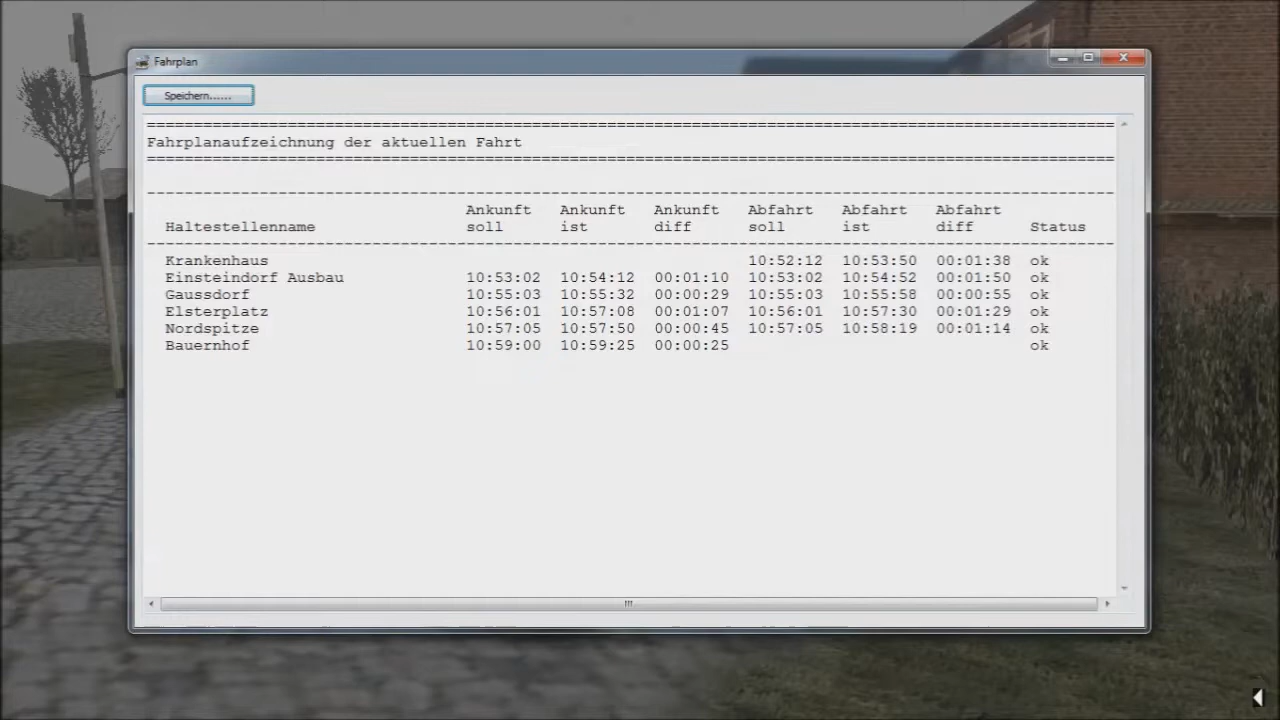 Fahrplan
Speichern......
================================================================
Fahrplanaufzeichnung der aktuellen Fahrt
================================================================
----------------------------------------------------------------
Ankunft Ankunft Ankunft Abfahrt Abfahrt Abfahrt
Haltestellenname soll ist diff soll ist diff Status
----------------------------------------------------------------
Krankenhaus 10:52:12 10:53:50 00:01:38 ok
Einsteindorf Ausbau 10:53:02 10:54:12 00:01:10 10:53:02 10:54:52 00:01:50 ok
Gaussdorf 10:55:03 10:55:32 00:00:29 10:55:03 10:55:58 00:00:55 ok
Elsterplatz 10:56:01 10:57:08 00:01:07 10:56:01 10:57:30 00:01:29 ok
Nordspitze 10:57:05 10:57:50 00:00:45 10:57:05 10:58:19 00:01:14 ok
Bauernhof 10:59:00 10:59:25 00:00:25 ok